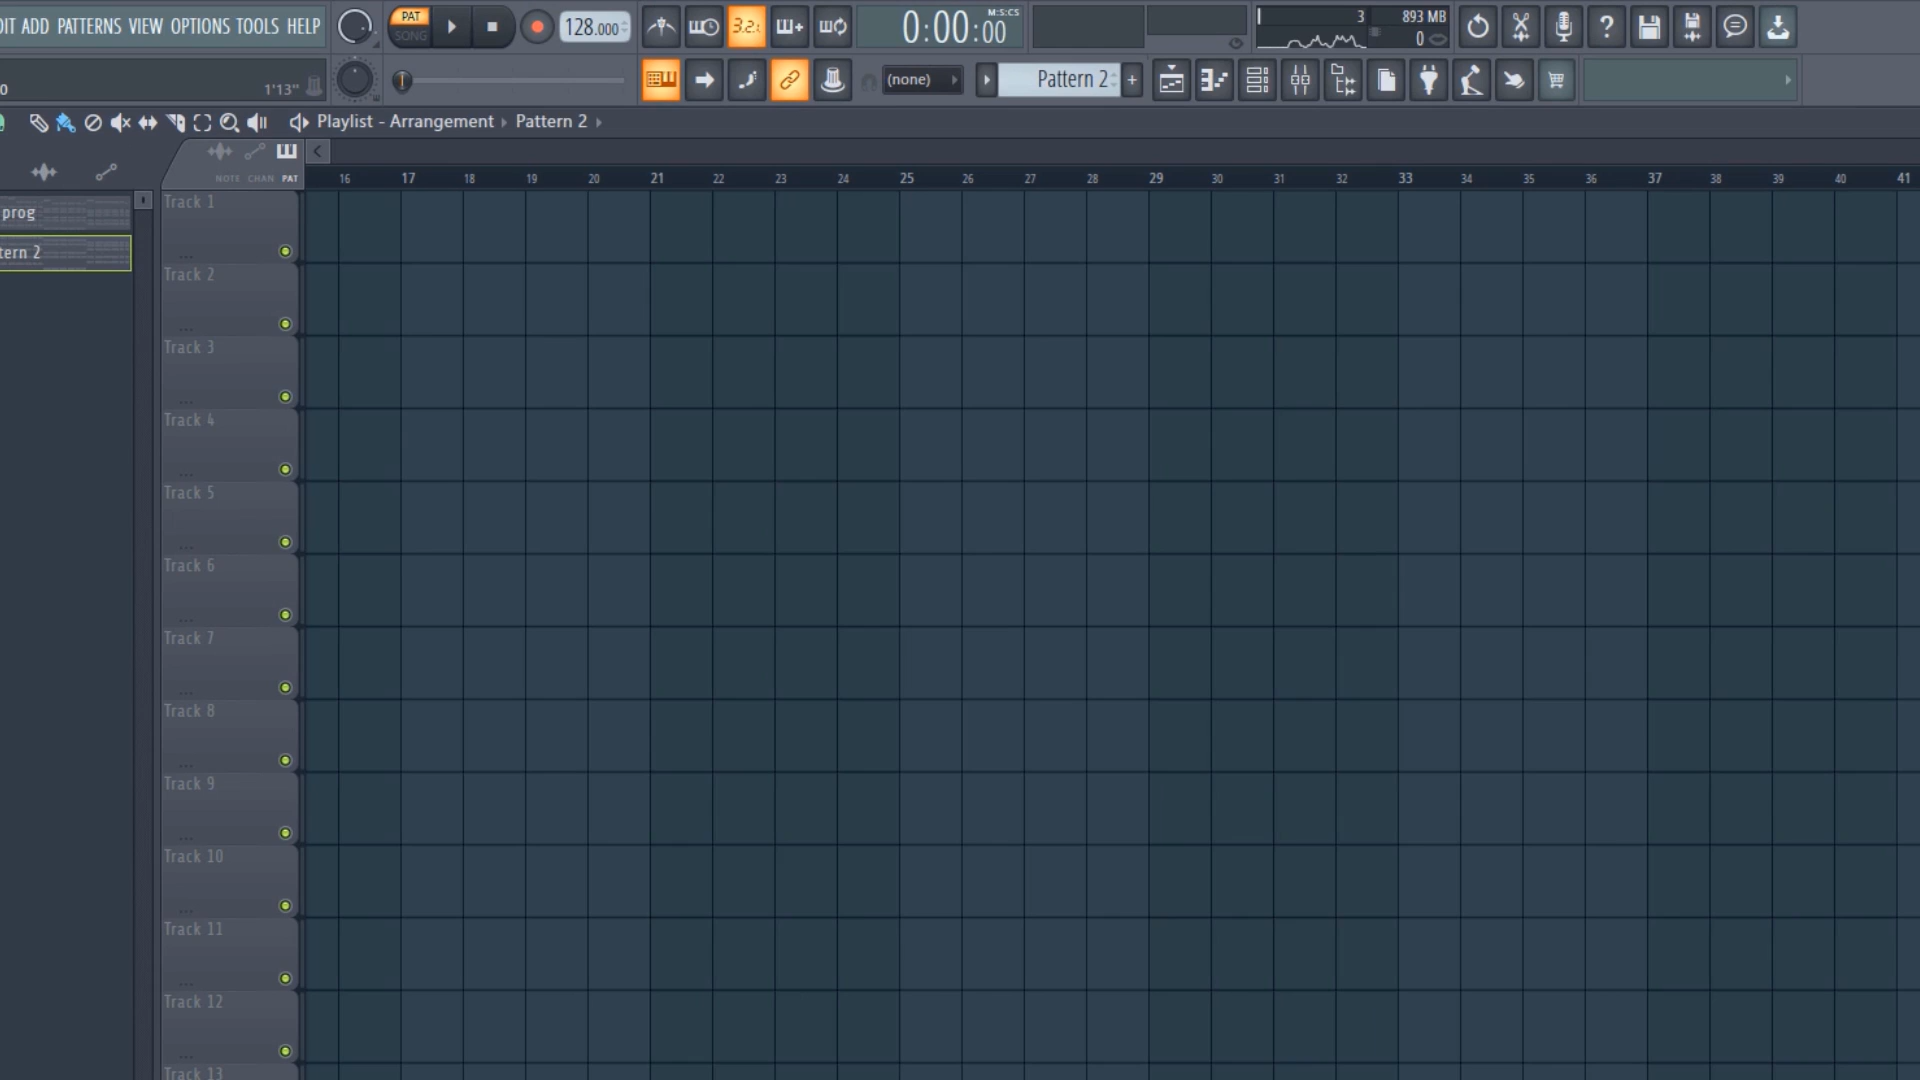 DIT ADD PATTERNS VIEW OPTIONS TOOLS HELP
PAT
SONG
128.000
3.2.
M:S:CS
0:00:00
3
893 MB
0
0
1'13"
(none)
Pattern 2
+
Playlist - Arrangement
Pattern 2
NOTE CHAN PAT
16 17 18 19 20 21 22 23 24 25 26 27 28 29 30 31 32 33 34 35 36 37 38 39 40 41
prog
tern 2
Track 1
Track 2
Track 3
Track 4
Track 5
Track 6
Track 7
Track 8
Track 9
Track 10
Track 11
Track 12
Track 13